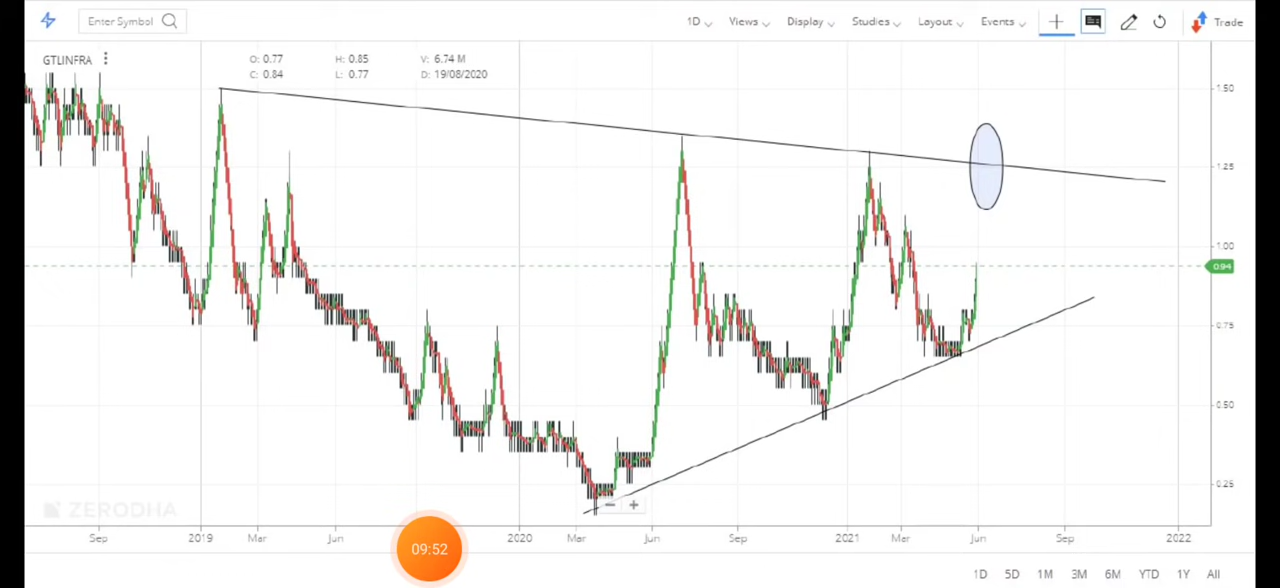 Enter Symbol 1D Views Display Studies Layout Events Trade
GTLINFRA O: 0.77 H: 0.85 V: 6.74 M
C: 0.84 L: 0.77 D: 19/08/2020
1.50
1.25
1.00
0.94
0.75
0.50
0.25
ZERODHA
Sep 2019 Mar Jun 2020 Mar Jun Sep 2021 Mar Jun Sep 2022
09:52
1D 5D 1M 3M 6M YTD 1Y All